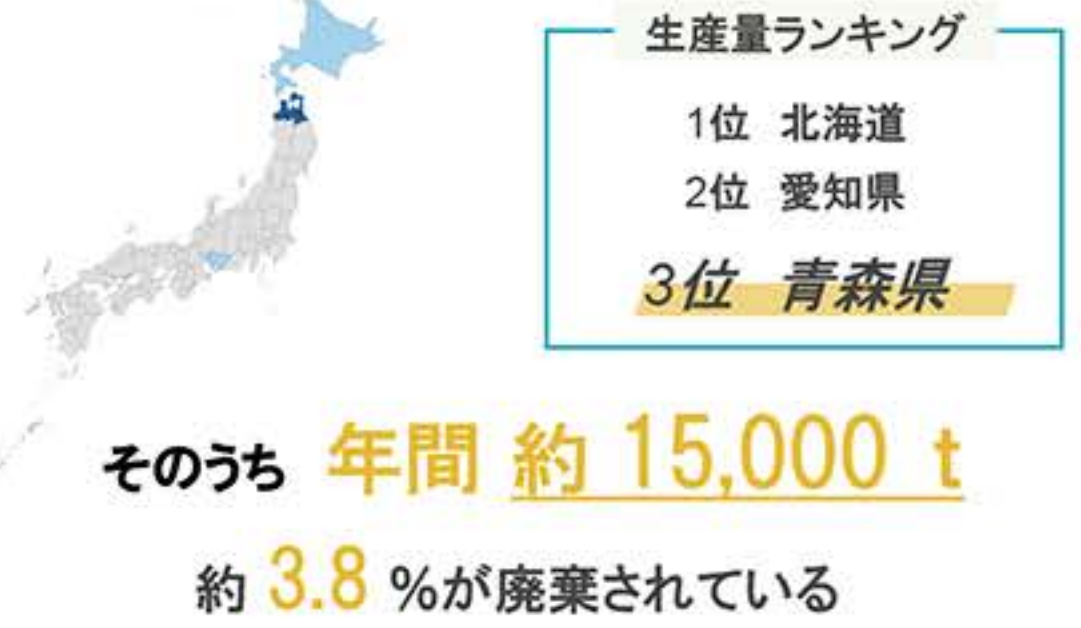 生産量ランキング
1位 北海道
2位 愛知県
3位 青森県
そのうち 年間 約 15,000 t
約 3.8 %が廃棄されている